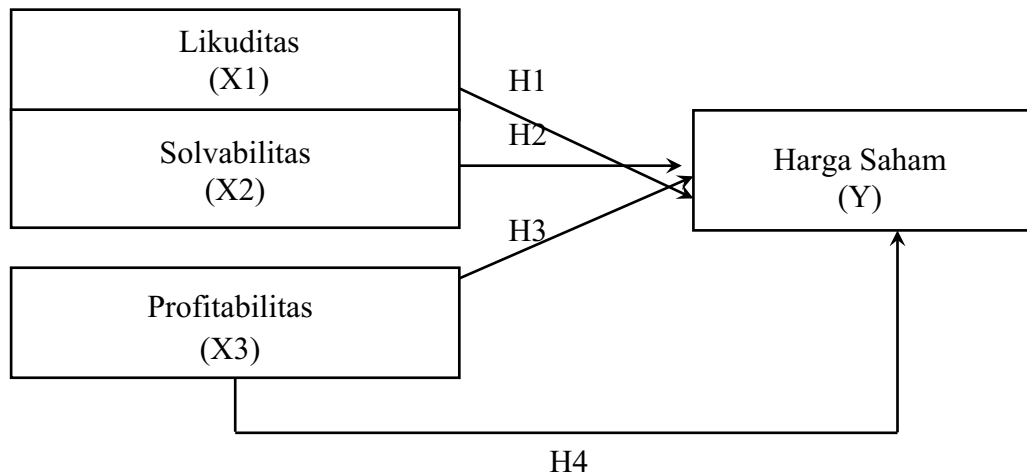 Likuditas
(X1)
H1
Solvabilitas
(X2)
H2
Harga Saham
(Y)
H3
Profitabilitas
(X3)
H4